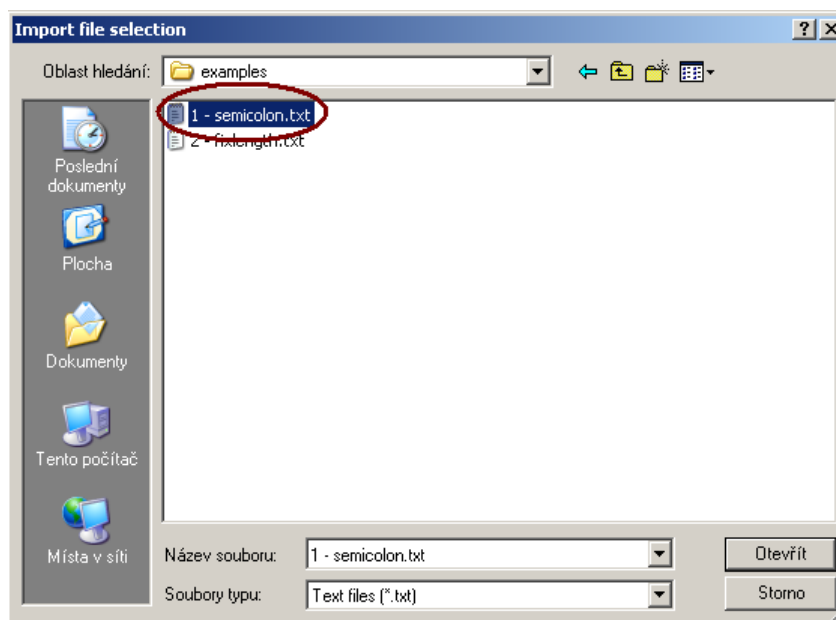 Import file selection
Oblast hledání: examples
1 - semicolon.txt
2 - fixlength.txt
Poslední
dokumenty
Plocha
Dokumenty
Tento počítač
Místa v síti
Název souboru: 1 - semicolon.txt Otevřít
Soubory typu: Text files (*.txt) Storno